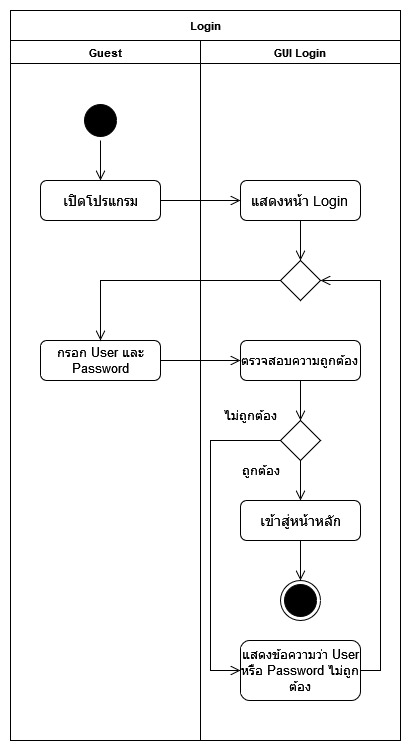 Login
Guest
GUI Login
เปิดโปรแกรม
แสดงหน้า Login
กรอก User และ
Password
ตรวจสอบความถูกต้อง
ไม่ถูกต้อง
ถูกต้อง
เข้าสู่หน้าหลัก
แสดงข้อความว่า User
หรือ Password ไม่ถูก
ต้อง